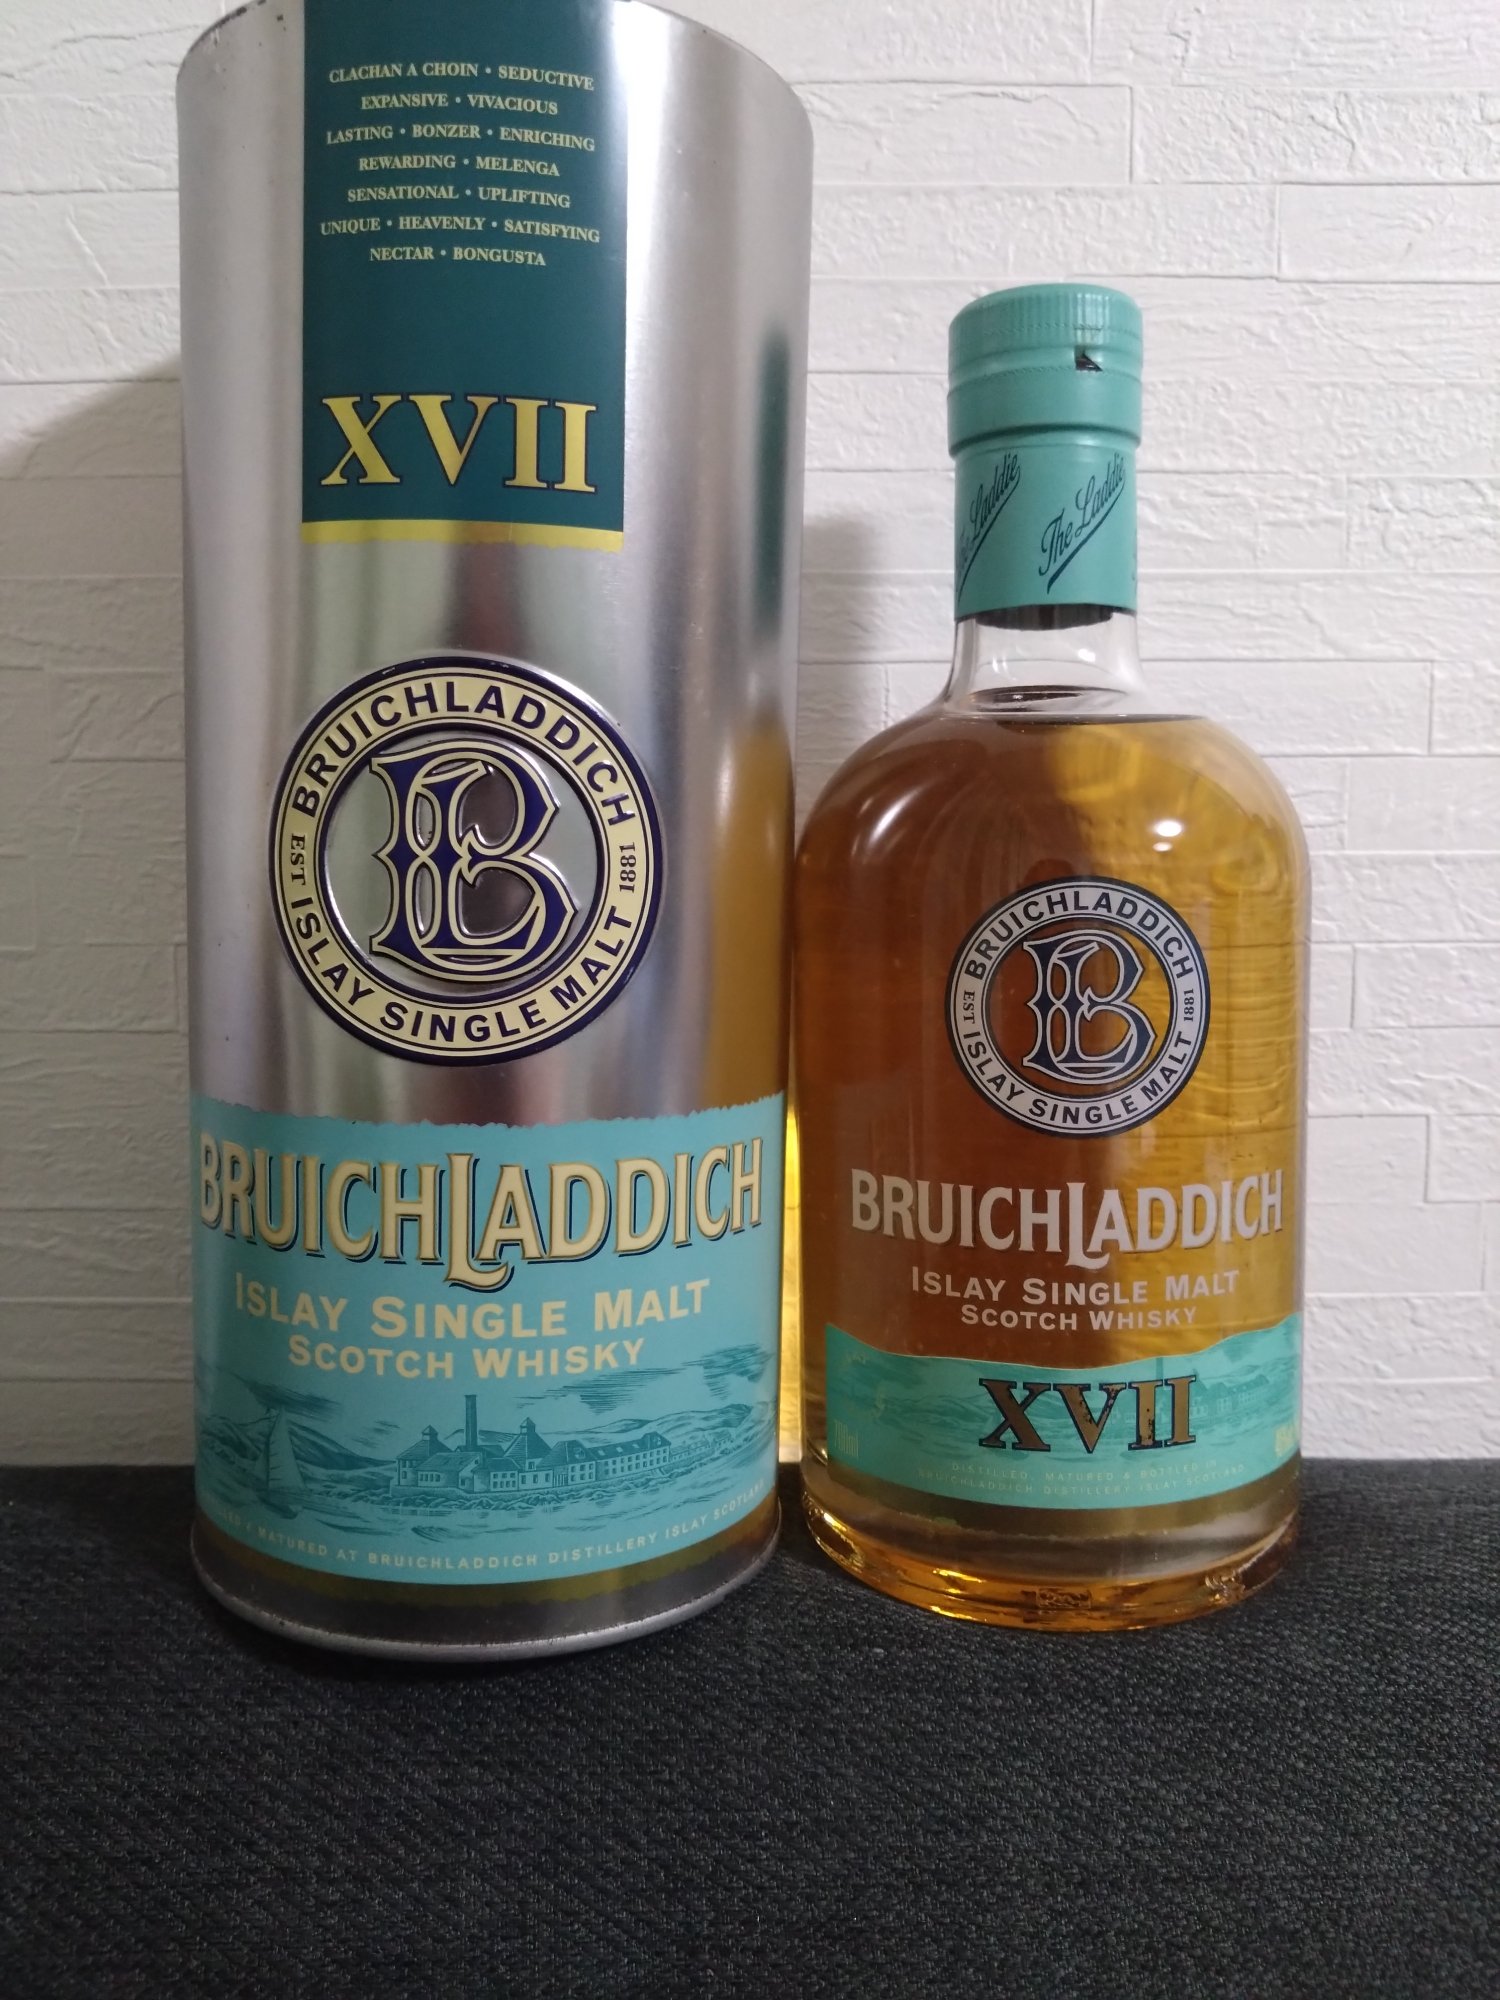 CLACHAN A CHOIN • SEDUCTIVE
EXPANSIVE • VIVACIOUS
LASTING • BONZER • ENRICHING
REWARDING • MELENGA
SENSATIONAL • UPLIFTING
UNIQUE • HEAVENLY • SATISFYING
NECTAR • BONGUSTA
XVII
BRUICHLADDICH
EST 1881
ISLAY SINGLE MALT
BRUICHLADDICH
ISLAY SINGLE MALT
SCOTCH WHISKY
& MATURED AT BRUICHLADDICH DISTILLERY ISLAY SCOTLAND
The Laddie
The Laddie
BRUICHLADDICH
EST 1881
ISLAY SINGLE MALT
BRUICHLADDICH
ISLAY SINGLE MALT
SCOTCH WHISKY
XVII
700ml
DISTILLED, MATURED & BOTTLED IN
BRUICHLADDICH DISTILLERY ISLAY SCOTLAND